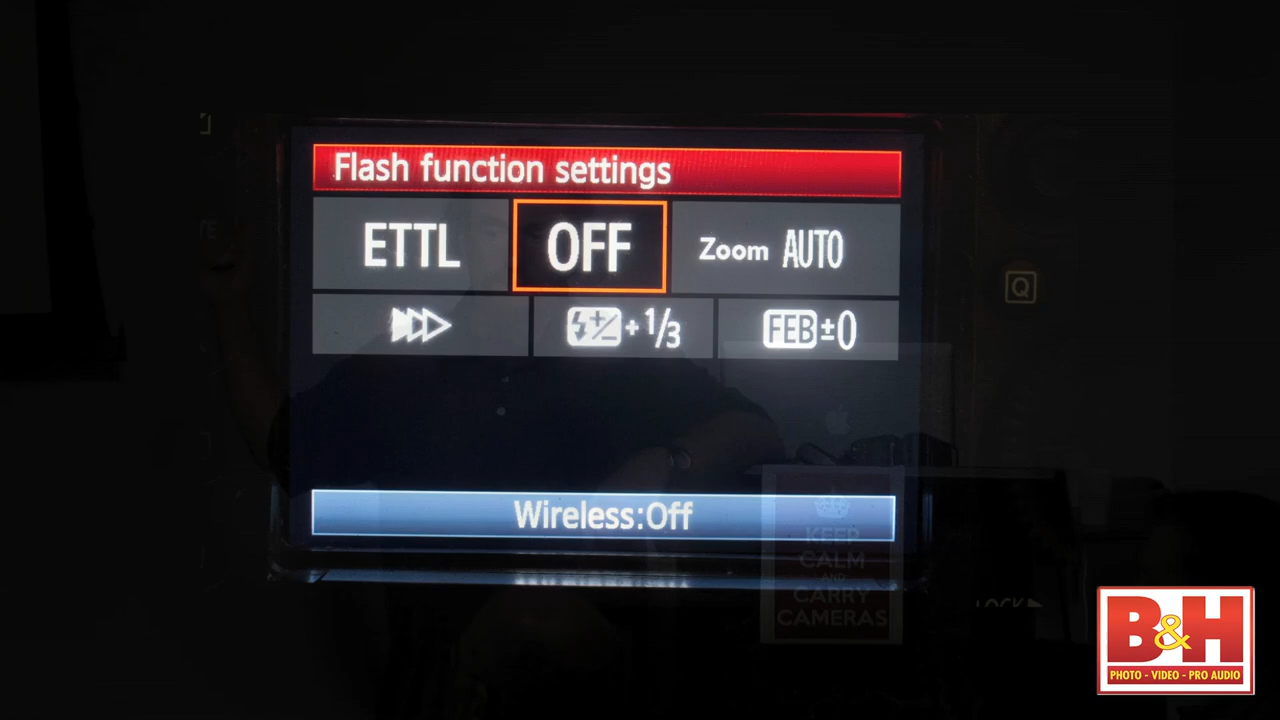 Flash function settings
ETTL OFF Zoom AUTO
+1/3 FEB±0
Wireless:Off
Q
KEEP
CALM
AND
CARRY
CAMERAS
LOCK
B&H
PHOTO - VIDEO - PRO AUDIO